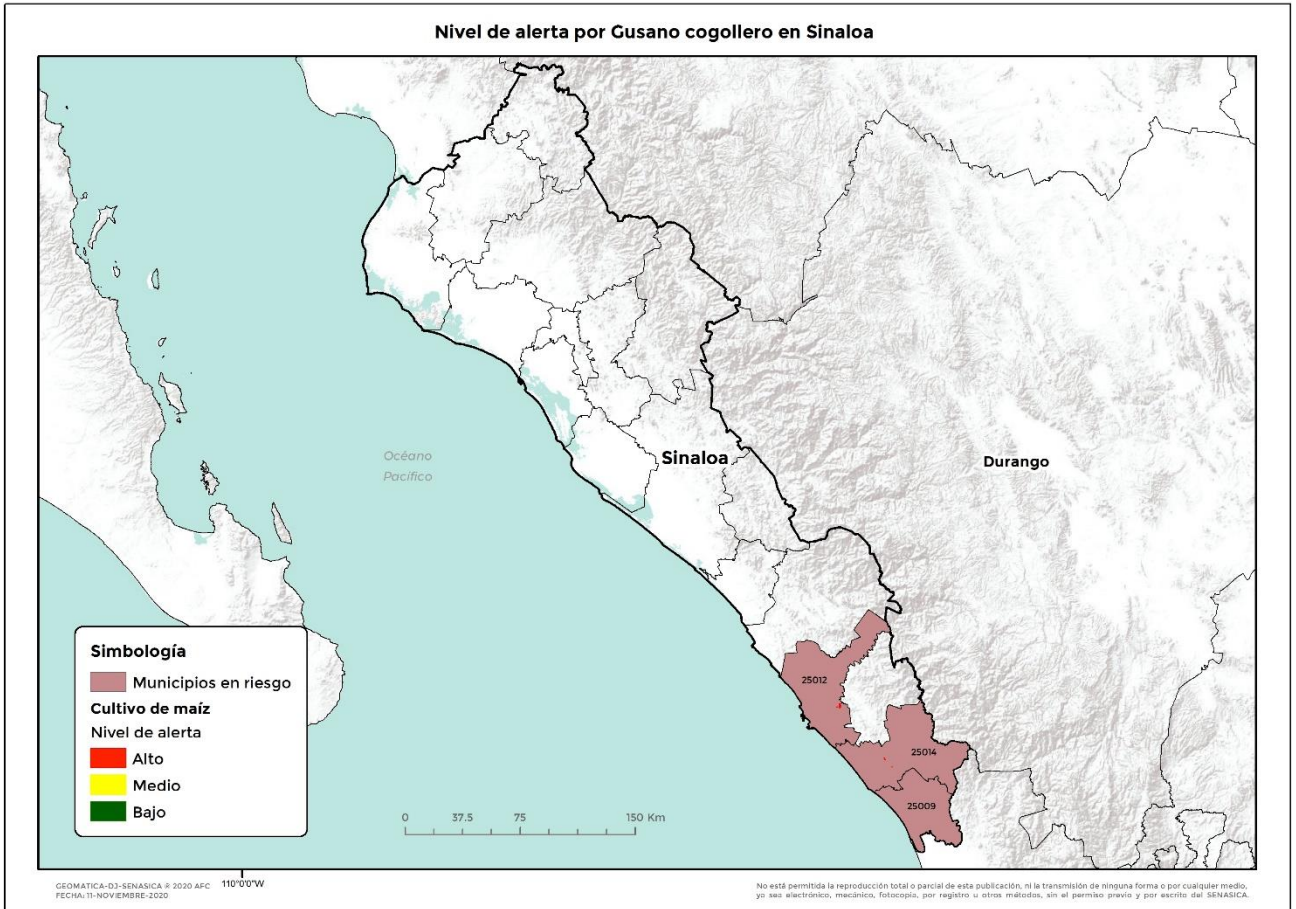 Nivel de alerta por Gusano cogollero en Sinaloa
Océano
Pacífico
Sinaloa
Durango
25012
25014
25009
Simbología
Municipios en riesgo
Cultivo de maíz
Nivel de alerta
Alto
Medio
Bajo
0 37.5 75 150 Km
110°0'0"W
GEOMATICA-DJ-SENASICA ® 2020 AFC
FECHA: 11-NOVIEMBRE-2020
No está permitida la reproducción total o parcial de esta publicación, ni la transmisión de ninguna forma o por cualquier medio,
ya sea electrónico, mecánico, fotocopia, por registro u otros métodos, sin el permiso previo y por escrito del SENASICA.